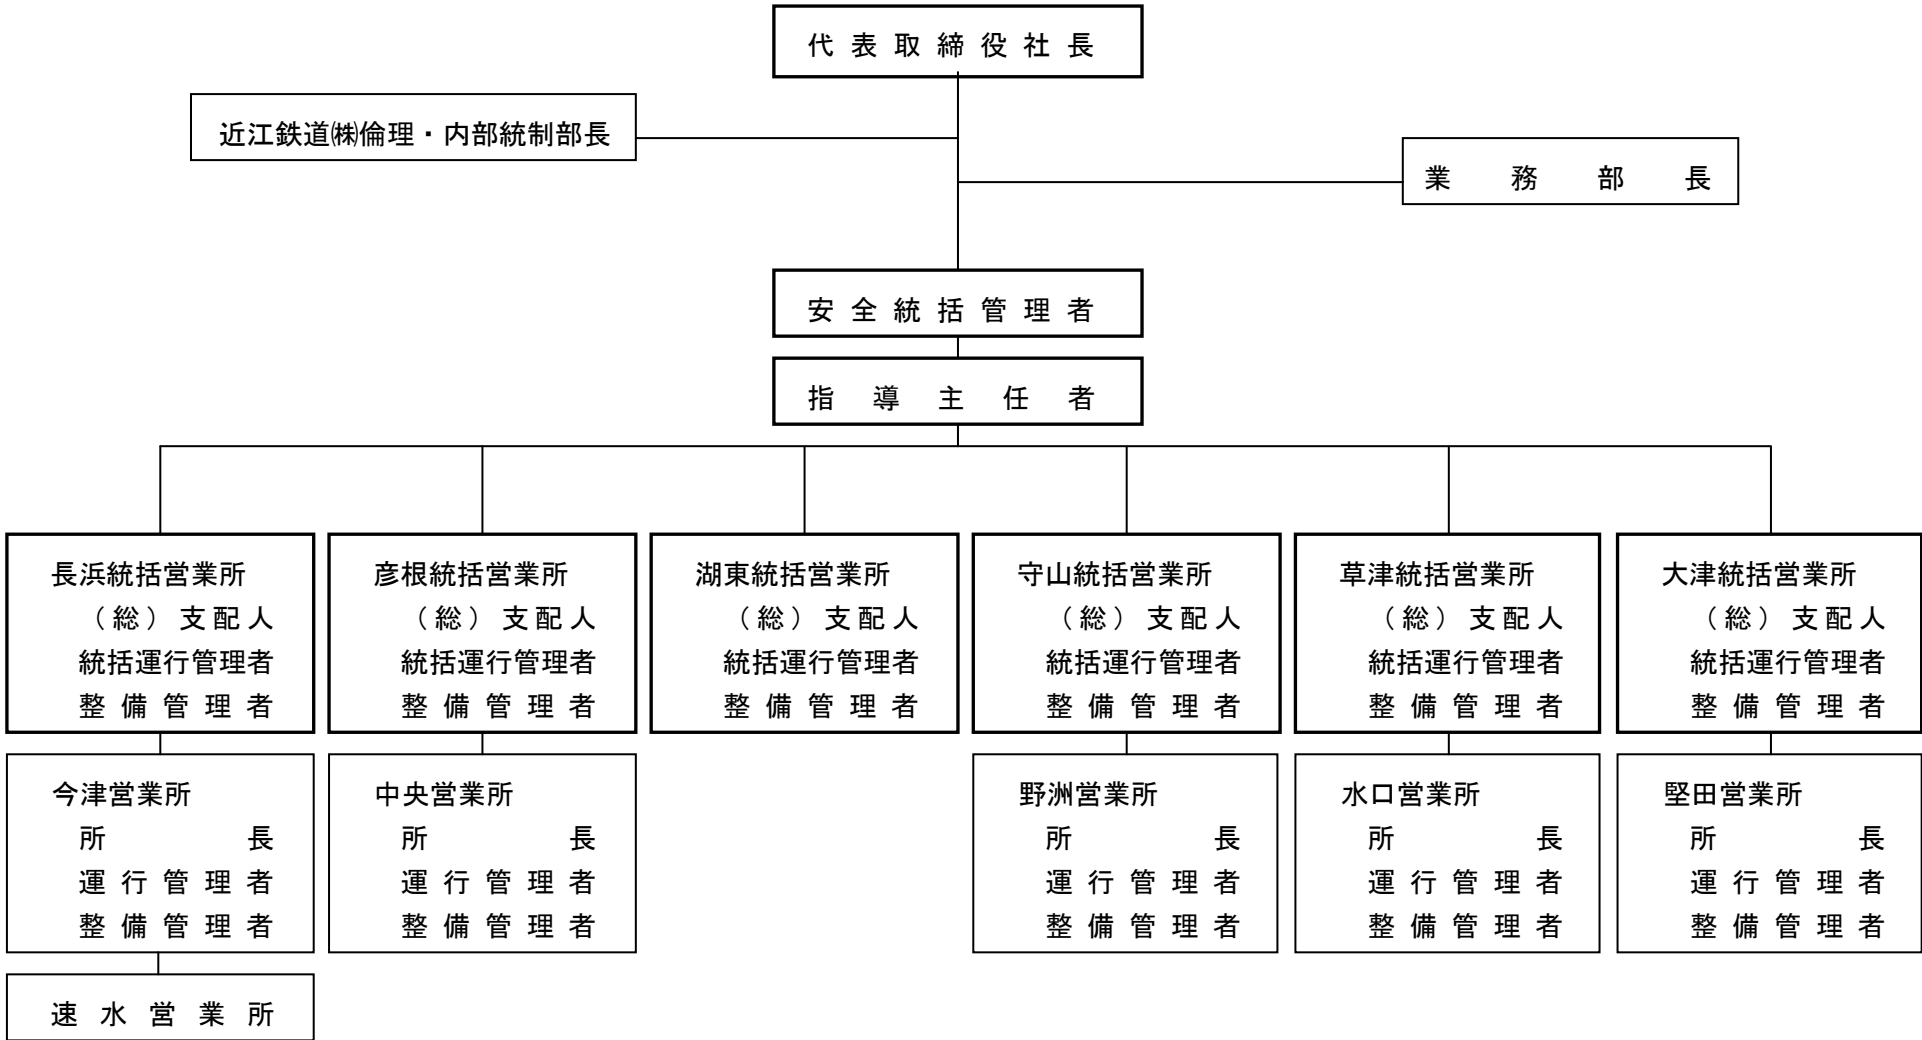 代表取締役社長
近江鉄道㈱倫理・内部統制部長
業務部長
安全統括管理者
指導主任者
長浜統括営業所
（総）支配人
統括運行管理者
整備管理者
彦根統括営業所
（総）支配人
統括運行管理者
整備管理者
湖東統括営業所
（総）支配人
統括運行管理者
整備管理者
守山統括営業所
（総）支配人
統括運行管理者
整備管理者
草津統括営業所
（総）支配人
統括運行管理者
整備管理者
大津統括営業所
（総）支配人
統括運行管理者
整備管理者
今津営業所
所長
運行管理者
整備管理者
中央営業所
所長
運行管理者
整備管理者
野洲営業所
所長
運行管理者
整備管理者
水口営業所
所長
運行管理者
整備管理者
堅田営業所
所長
運行管理者
整備管理者
速水営業所